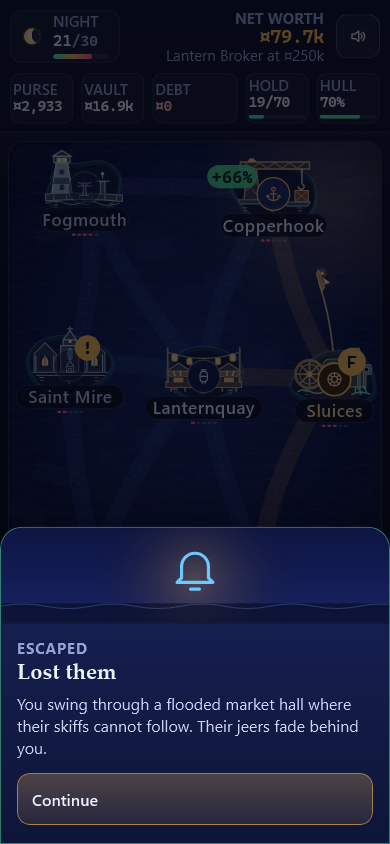 NIGHT
21/30
NET WORTH
¤79.7k
Lantern Broker at ¤250k
PURSE
¤2,933
VAULT
¤16.9k
DEBT
¤0
HOLD
19/70
HULL
70%
+66%
Fogmouth
Copperhook
!
F
Saint Mire
Lanternquay
Sluices
ESCAPED
Lost them
You swing through a flooded market hall where
their skiffs cannot follow. Their jeers fade behind
you.
Continue